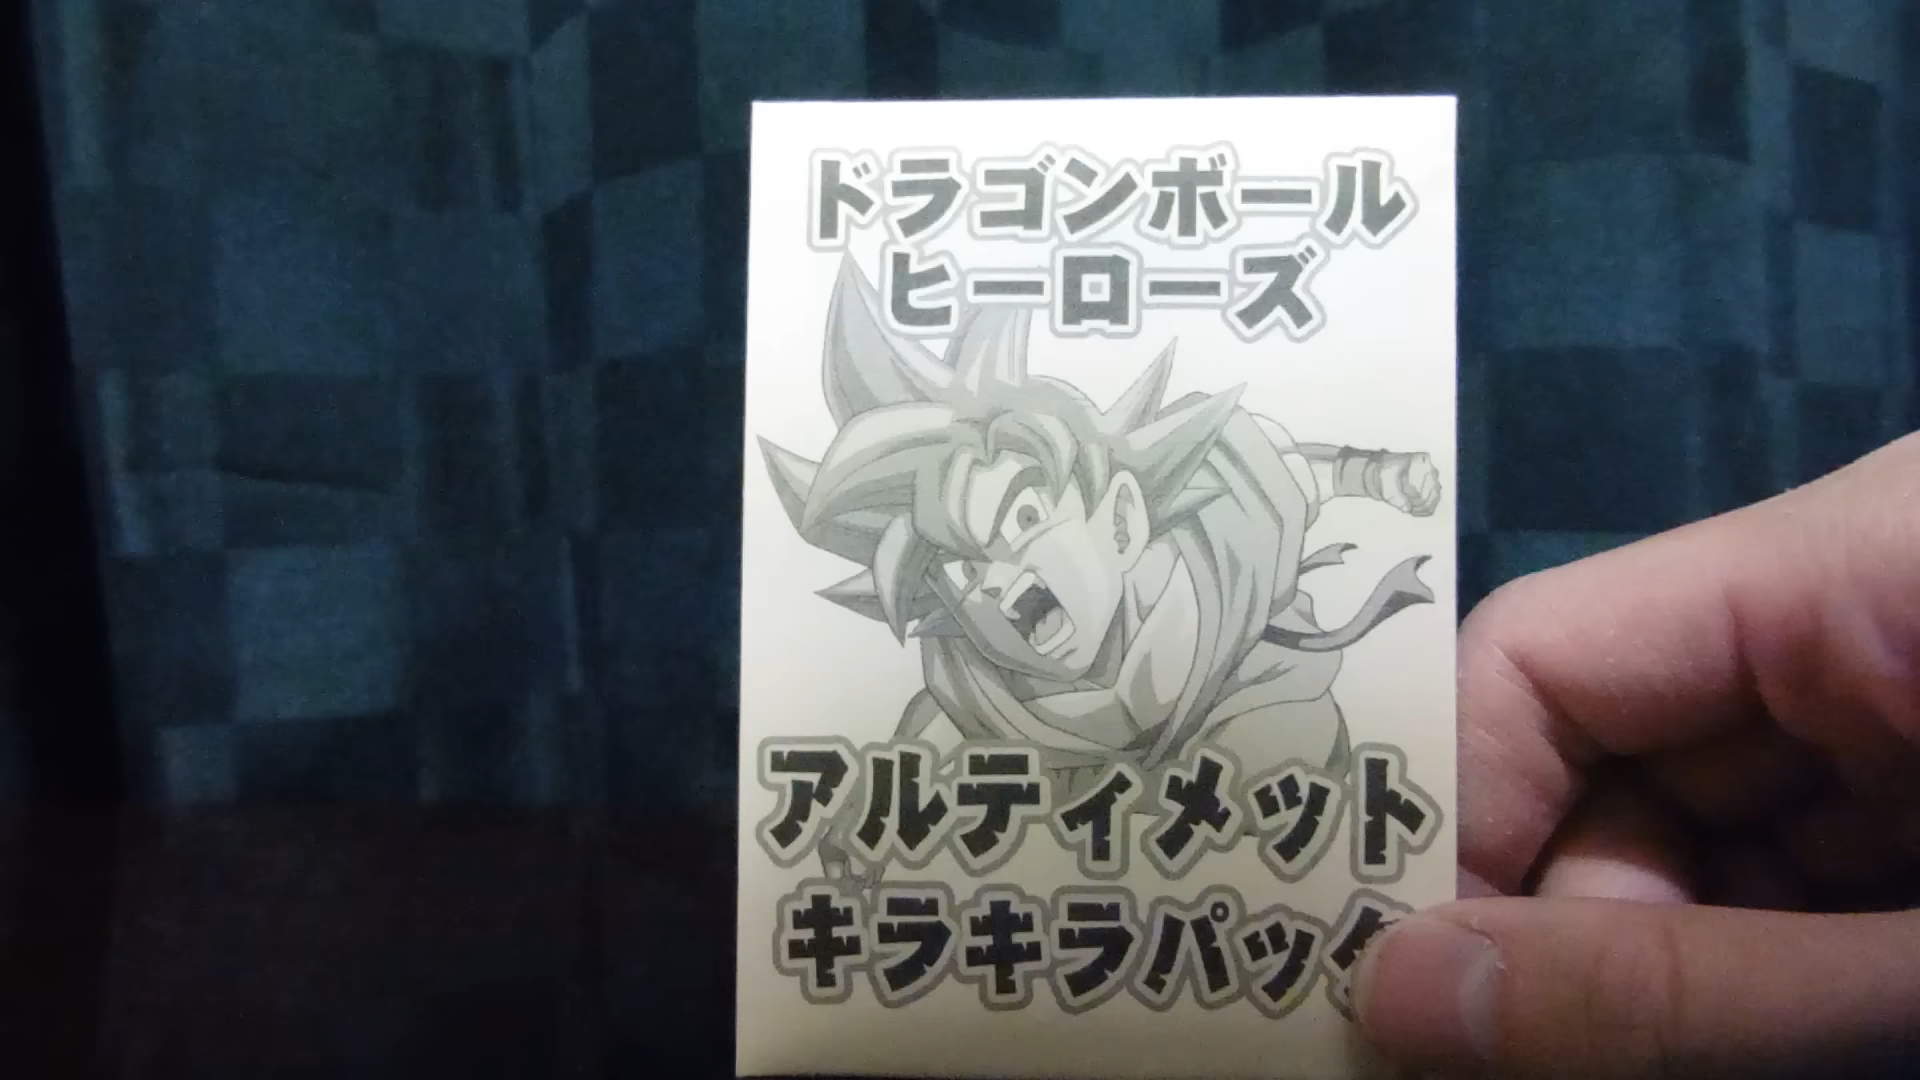 ドラゴンボール
ヒーローズ
アルティメット
キラキラパック